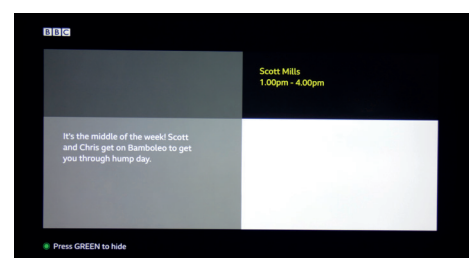 BBC
Scott Mills
1.00pm - 4.00pm
It's the middle of the week! Scott
and Chris get on Bamboleo to get
you through hump day.
Press GREEN to hide